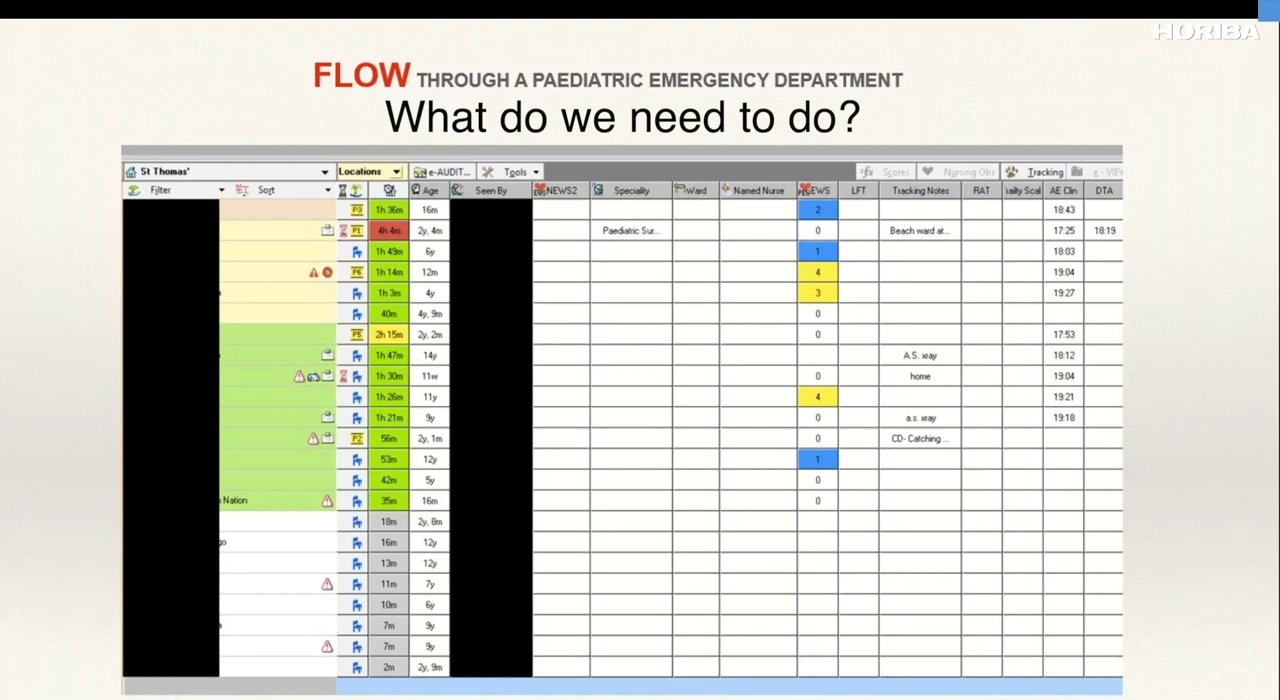 HORIBA
FLOW THROUGH A PAEDIATRIC EMERGENCY DEPARTMENT
What do we need to do?
St Thomas' Locations e-AUDIT... Tools Scores Nursing Obs Tracking e - VIEW
Filter Sort Age Seen By NEWS2 Speciality Ward Named Nurse PEWS LFT Tracking Notes RAT railty Scal AE Clin DTA
P3 1h 36m 16m 2 18:43
P1 4h 4m 2y, 4m Paediatric Sur... 0 Beach ward at... 17:25 18:19
1h 49m 6y 1 18:03
P6 1h 14m 12m 4 19:04
1h 3m 4y 3 19:27
40m 4y, 9m 0
P5 2h 15m 2y, 2m 0 17:53
1h 47m 14y A.S. xray 18:12
1h 30m 11w 0 home 19:04
1h 26m 11y 4 19:21
1h 21m 9y 0 a.s. xray 19:18
P2 56m 2y, 1m 0 CD- Catching ...
53m 12y 1
42m 5y 0
Nation 35m 16m 0
18m 2y, 8m
go 16m 12y
13m 12y
11m 7y
10m 6y
7m 9y
7m 9y
2m 2y, 9m